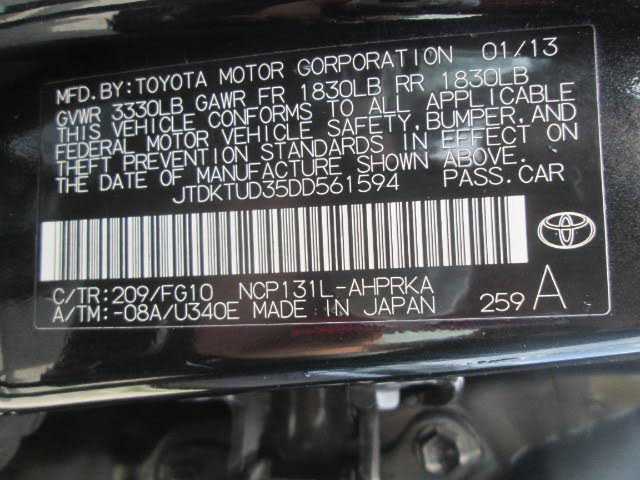 MFD.BY:TOYOTA MOTOR CORPORATION 01/13
GVWR 3330LB GAWR FR 1830LB RR 1830LB
THIS VEHICLE CONFORMS TO ALL APPLICABLE
FEDERAL MOTOR VEHICLE SAFETY,BUMPER,AND
THEFT PREVENTION STANDARDS IN EFFECT ON
THE DATE OF MANUFACTURE SHOWN ABOVE.
JTDKTUD35DD561594 PASS.CAR
C/TR:209/FG10 NCP131L-AHPRKA
A/TM:-08A/U340E MADE IN JAPAN 259 A